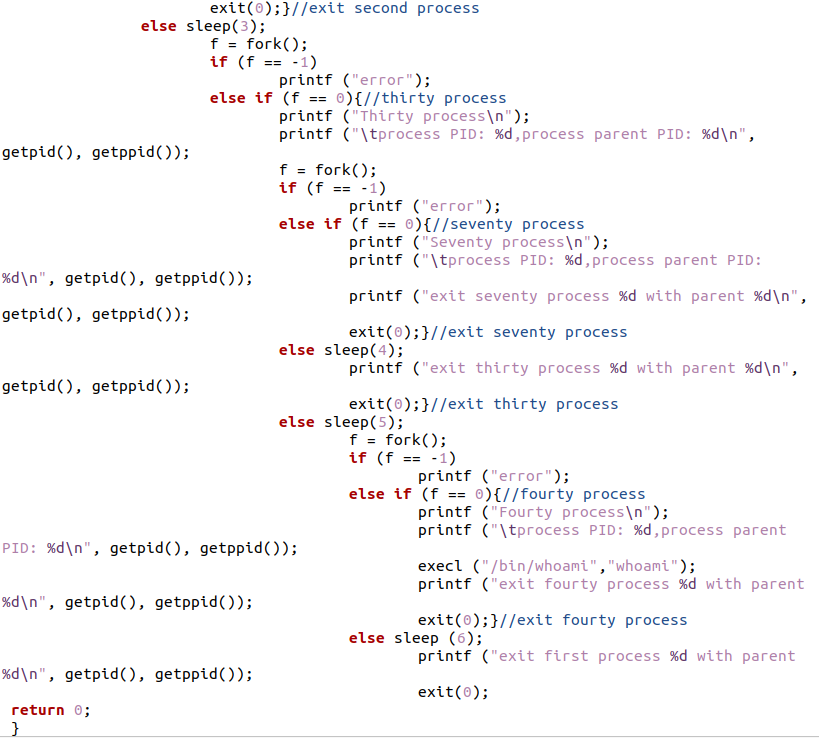 exit(0);}//exit second process
else sleep(3);
f = fork();
if (f == -1)
printf ("error");
else if (f == 0){//thirty process
printf ("Thirty process\n");
printf ("\tprocess PID: %d,process parent PID: %d\n",
getpid(), getppid());
f = fork();
if (f == -1)
printf ("error");
else if (f == 0){//seventy process
printf ("Seventy process\n");
printf ("\tprocess PID: %d,process parent PID:
%d\n", getpid(), getppid());
printf ("exit seventy process %d with parent %d\n",
getpid(), getppid());
exit(0);}//exit seventy process
else sleep(4);
printf ("exit thirty process %d with parent %d\n",
getpid(), getppid());
exit(0);}//exit thirty process
else sleep(5);
f = fork();
if (f == -1)
printf ("error");
else if (f == 0){//fourty process
printf ("Fourty process\n");
printf ("\tprocess PID: %d,process parent
PID: %d\n", getpid(), getppid());
execl ("/bin/whoami","whoami");
printf ("exit fourty process %d with parent
%d\n", getpid(), getppid());
exit(0);}//exit fourty process
else sleep (6);
printf ("exit first process %d with parent
%d\n", getpid(), getppid());
exit(0);
return 0;
}